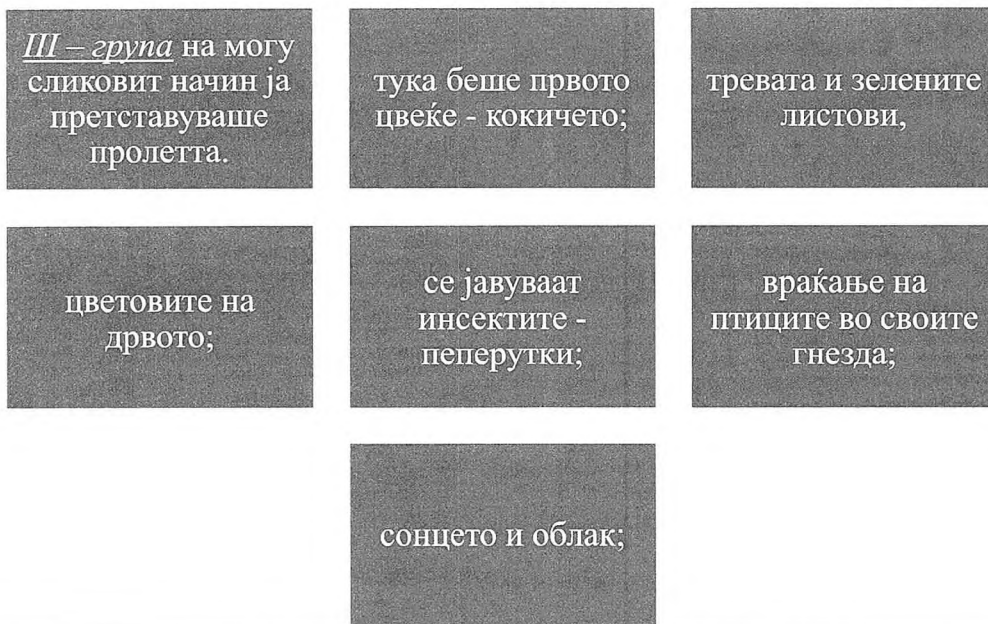 III – група на могу
сликовит начин ја
претставуваше
пролетта.
тука беше првото
цвеќе - кокичето;
тревата и зелените
листови,
цветовите на
дрвото;
се јавуваат
инсектите -
пеперутки;
враќање на
птиците во своите
гнезда;
сонцето и облак;